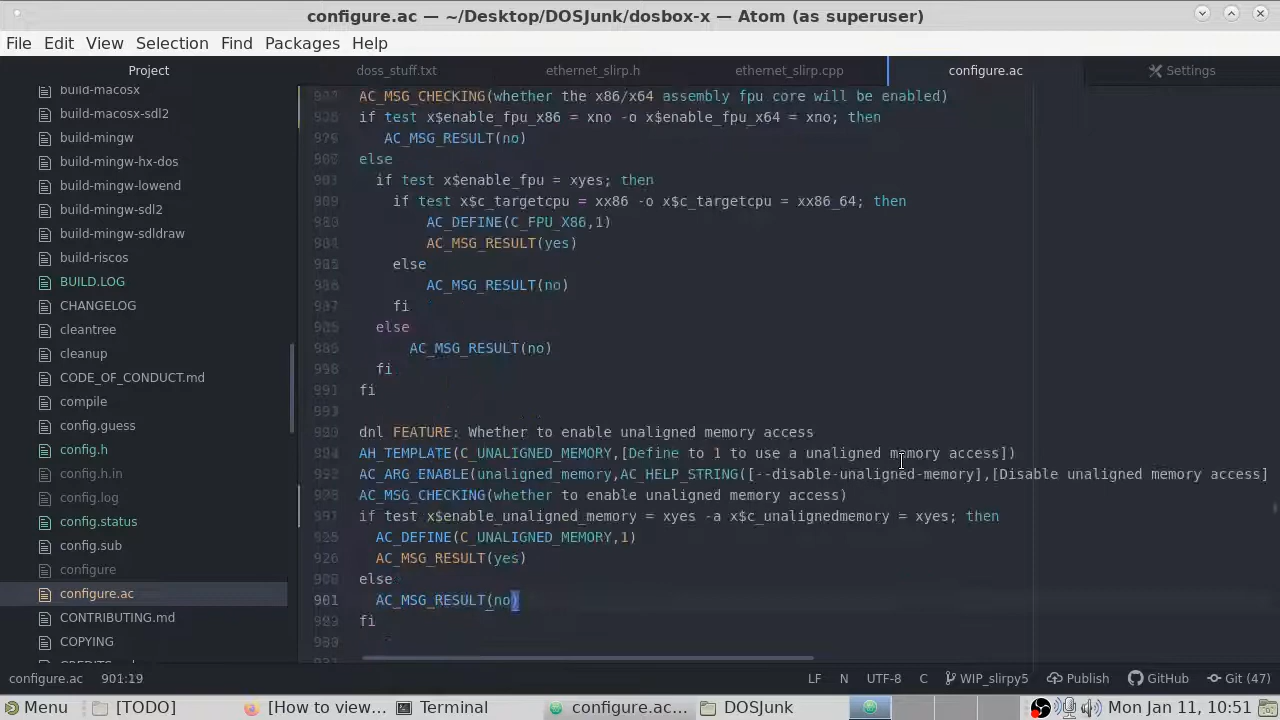 configure.ac — ~/Desktop/DOSJunk/dosbox-x — Atom (as superuser)
File Edit View Selection Find Packages Help
Project
doss_stuff.txt
ethernet_slirp.h
ethernet_slirp.cpp
configure.ac
Settings
build-macosx
build-macosx-sdl2
build-mingw
build-mingw-hx-dos
build-mingw-lowend
build-mingw-sdl2
build-mingw-sdldraw
build-riscos
BUILD.LOG
CHANGELOG
cleantree
cleanup
CODE_OF_CONDUCT.md
compile
config.guess
config.h
config.h.in
config.log
config.status
config.sub
configure
configure.ac
CONTRIBUTING.md
COPYING
AC_MSG_CHECKING(whether the x86/x64 assembly fpu core will be enabled)
if test x$enable_fpu_x86 = xno -o x$enable_fpu_x64 = xno; then
AC_MSG_RESULT(no)
else
if test x$enable_fpu = xyes; then
if test x$c_targetcpu = xx86 -o x$c_targetcpu = xx86_64; then
AC_DEFINE(C_FPU_X86,1)
AC_MSG_RESULT(yes)
else
AC_MSG_RESULT(no)
fi
else
AC_MSG_RESULT(no)
fi
fi
dnl FEATURE: Whether to enable unaligned memory access
AH_TEMPLATE(C_UNALIGNED_MEMORY,[Define to 1 to use a unaligned memory access])
AC_ARG_ENABLE(unaligned_memory,AC_HELP_STRING([--disable-unaligned-memory],[Disable unaligned memory access]
AC_MSG_CHECKING(whether to enable unaligned memory access)
if test x$enable_unaligned_memory = xyes -a x$c_unalignedmemory = xyes; then
AC_DEFINE(C_UNALIGNED_MEMORY,1)
AC_MSG_RESULT(yes)
else
901 AC_MSG_RESULT(no)
fi
configure.ac 901:19
LF N UTF-8 C WIP_slirpy5 Publish GitHub Git (47)
Menu [TODO] [How to view... Terminal configure.ac... DOSJunk Mon Jan 11, 10:51